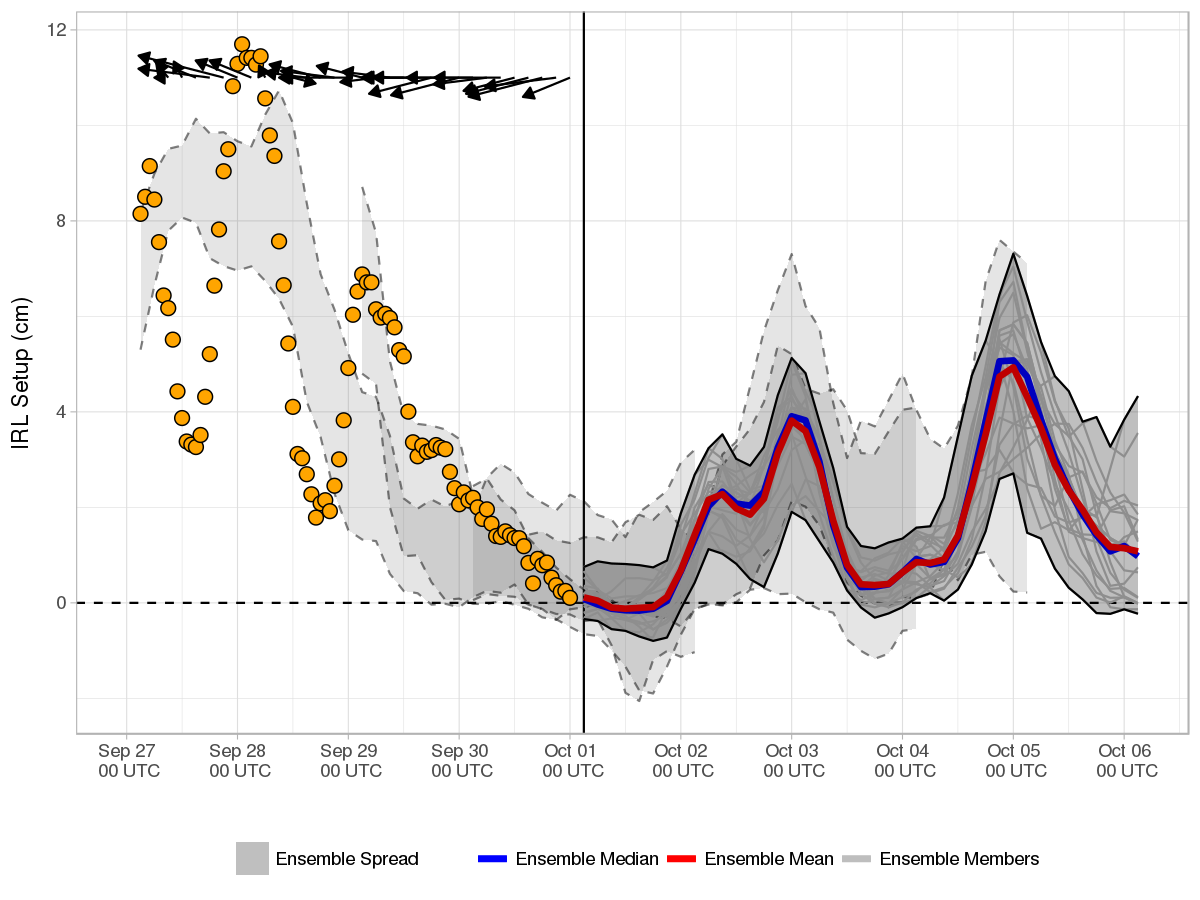 12
8
4
0
IRL Setup (cm)
Sep 27 Sep 28 Sep 29 Sep 30 Oct 01 Oct 02 Oct 03 Oct 04 Oct 05 Oct 06
00 UTC 00 UTC 00 UTC 00 UTC 00 UTC 00 UTC 00 UTC 00 UTC 00 UTC 00 UTC
Ensemble Spread Ensemble Median Ensemble Mean Ensemble Members